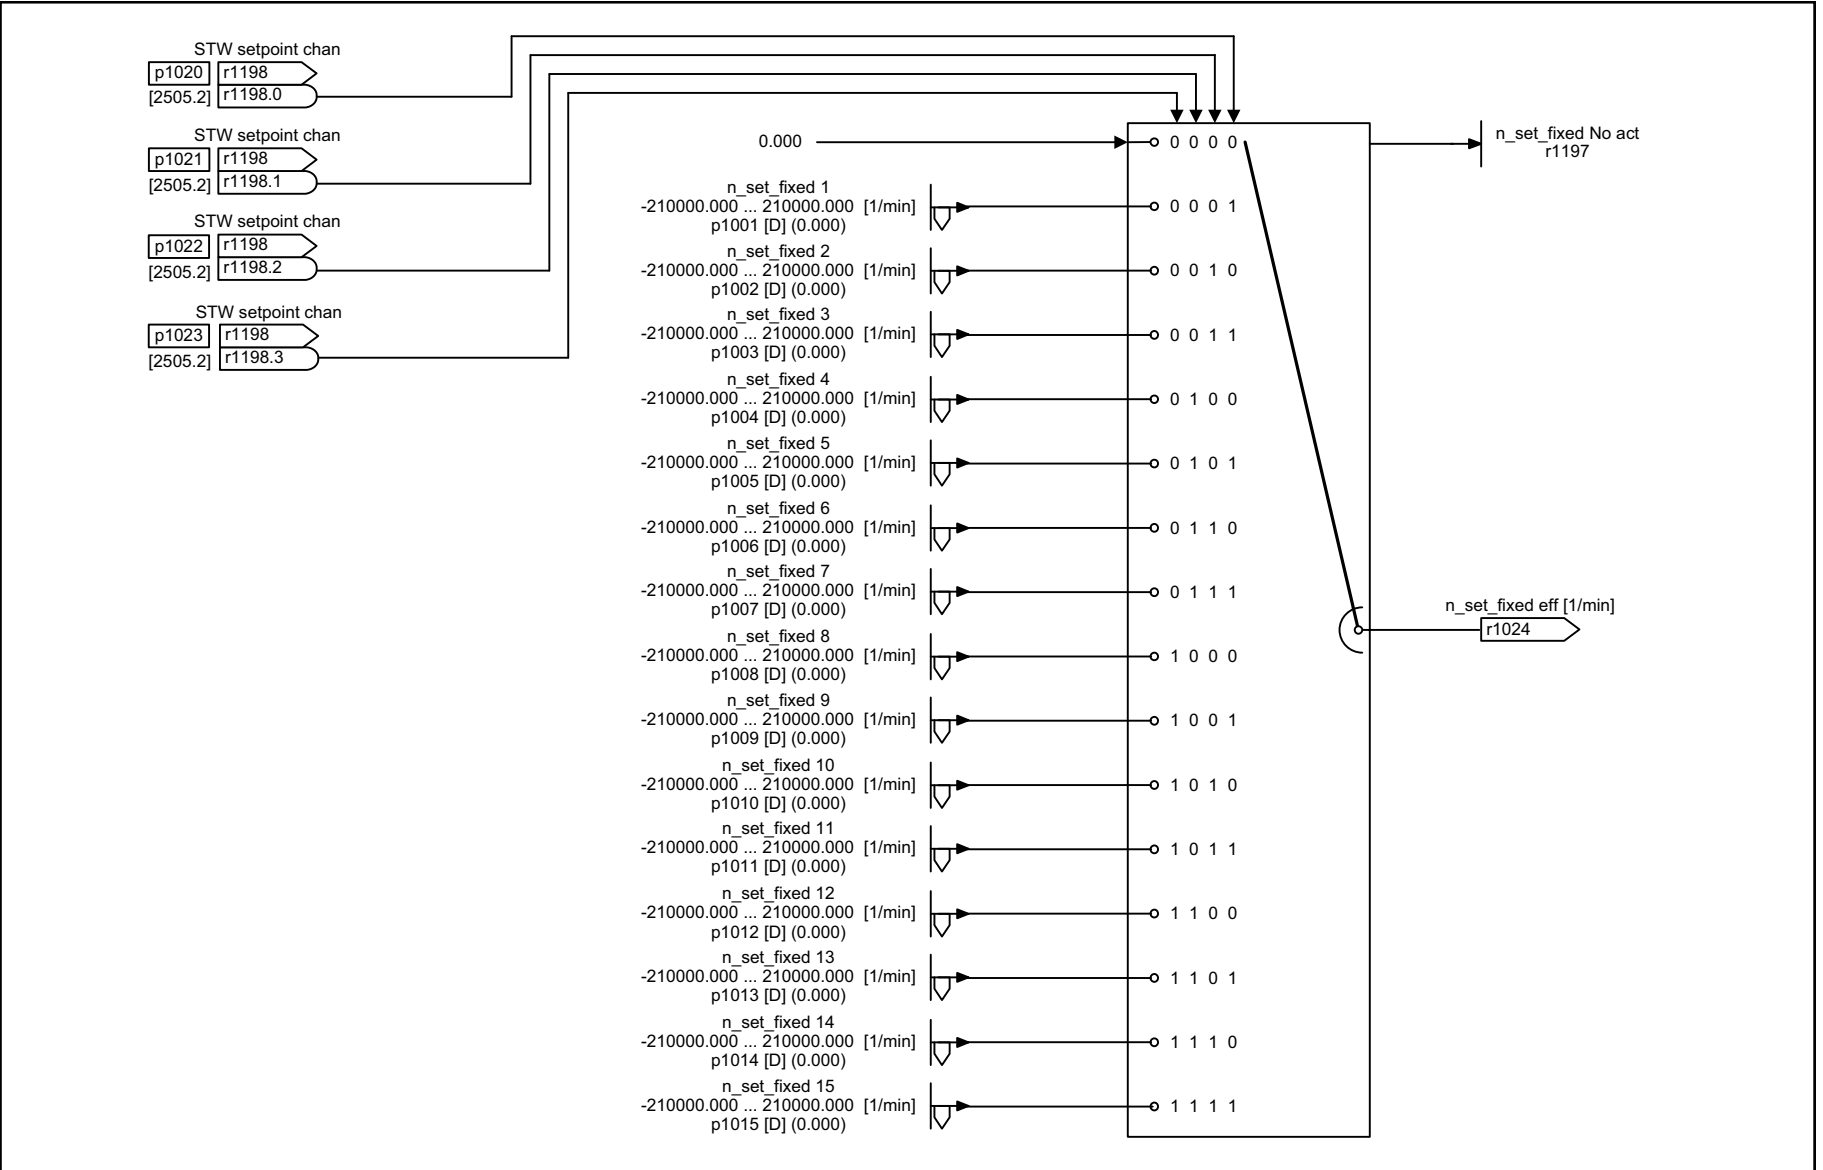 STW setpoint chan
p1020 r1198
[2505.2] r1198.0
STW setpoint chan
p1021 r1198
[2505.2] r1198.1
STW setpoint chan
p1022 r1198
[2505.2] r1198.2
STW setpoint chan
p1023 r1198
[2505.2] r1198.3
0.000
0 0 0 0
n_set_fixed No act
r1197
n_set_fixed 1
-210000.000 ... 210000.000 [1/min]
p1001 [D] (0.000)
0 0 0 1
n_set_fixed 2
-210000.000 ... 210000.000 [1/min]
p1002 [D] (0.000)
0 0 1 0
n_set_fixed 3
-210000.000 ... 210000.000 [1/min]
p1003 [D] (0.000)
0 0 1 1
n_set_fixed 4
-210000.000 ... 210000.000 [1/min]
p1004 [D] (0.000)
0 1 0 0
n_set_fixed 5
-210000.000 ... 210000.000 [1/min]
p1005 [D] (0.000)
0 1 0 1
n_set_fixed 6
-210000.000 ... 210000.000 [1/min]
p1006 [D] (0.000)
0 1 1 0
n_set_fixed 7
-210000.000 ... 210000.000 [1/min]
p1007 [D] (0.000)
0 1 1 1
n_set_fixed eff [1/min]
r1024
n_set_fixed 8
-210000.000 ... 210000.000 [1/min]
p1008 [D] (0.000)
1 0 0 0
n_set_fixed 9
-210000.000 ... 210000.000 [1/min]
p1009 [D] (0.000)
1 0 0 1
n_set_fixed 10
-210000.000 ... 210000.000 [1/min]
p1010 [D] (0.000)
1 0 1 0
n_set_fixed 11
-210000.000 ... 210000.000 [1/min]
p1011 [D] (0.000)
1 0 1 1
n_set_fixed 12
-210000.000 ... 210000.000 [1/min]
p1012 [D] (0.000)
1 1 0 0
n_set_fixed 13
-210000.000 ... 210000.000 [1/min]
p1013 [D] (0.000)
1 1 0 1
n_set_fixed 14
-210000.000 ... 210000.000 [1/min]
p1014 [D] (0.000)
1 1 1 0
n_set_fixed 15
-210000.000 ... 210000.000 [1/min]
p1015 [D] (0.000)
1 1 1 1